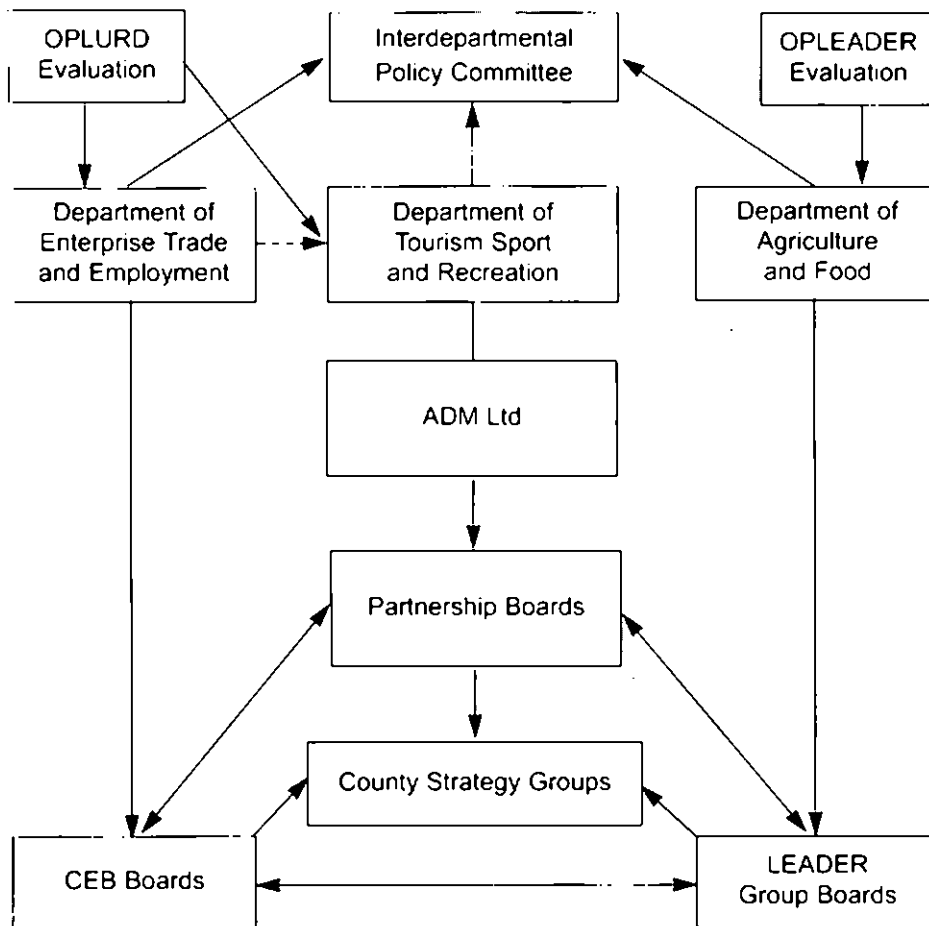 OPLURD
Evaluation
Interdepartmental
Policy Committee
OPLEADER
Evaluation
Department of
Enterprise Trade
and Employment
Department of
Tourism Sport
and Recreation
Department of
Agriculture
and Food
ADM Ltd
Partnership Boards
County Strategy Groups
CEB Boards
LEADER
Group Boards